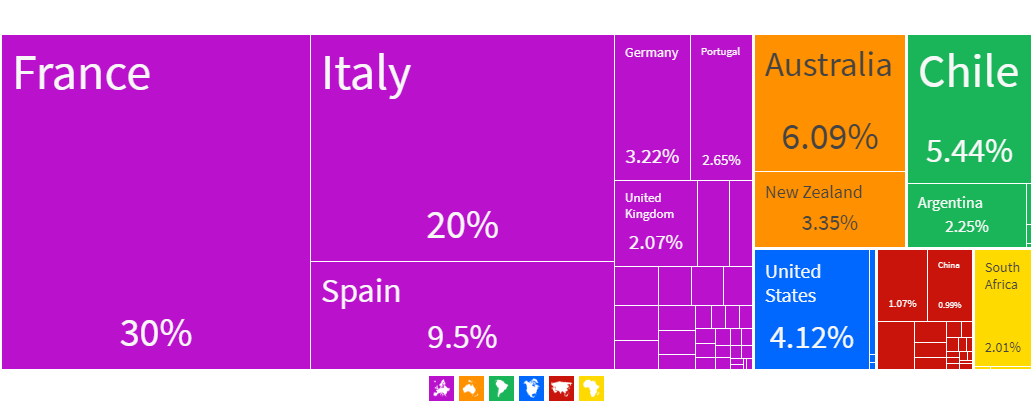 France
30%
Italy
20%
Spain
9.5%
Germany
3.22%
Portugal
2.65%
United
Kingdom
2.07%
Australia
6.09%
New Zealand
3.35%
Chile
5.44%
Argentina
2.25%
United
States
4.12%
1.07%
China
0.99%
South
Africa
2.01%